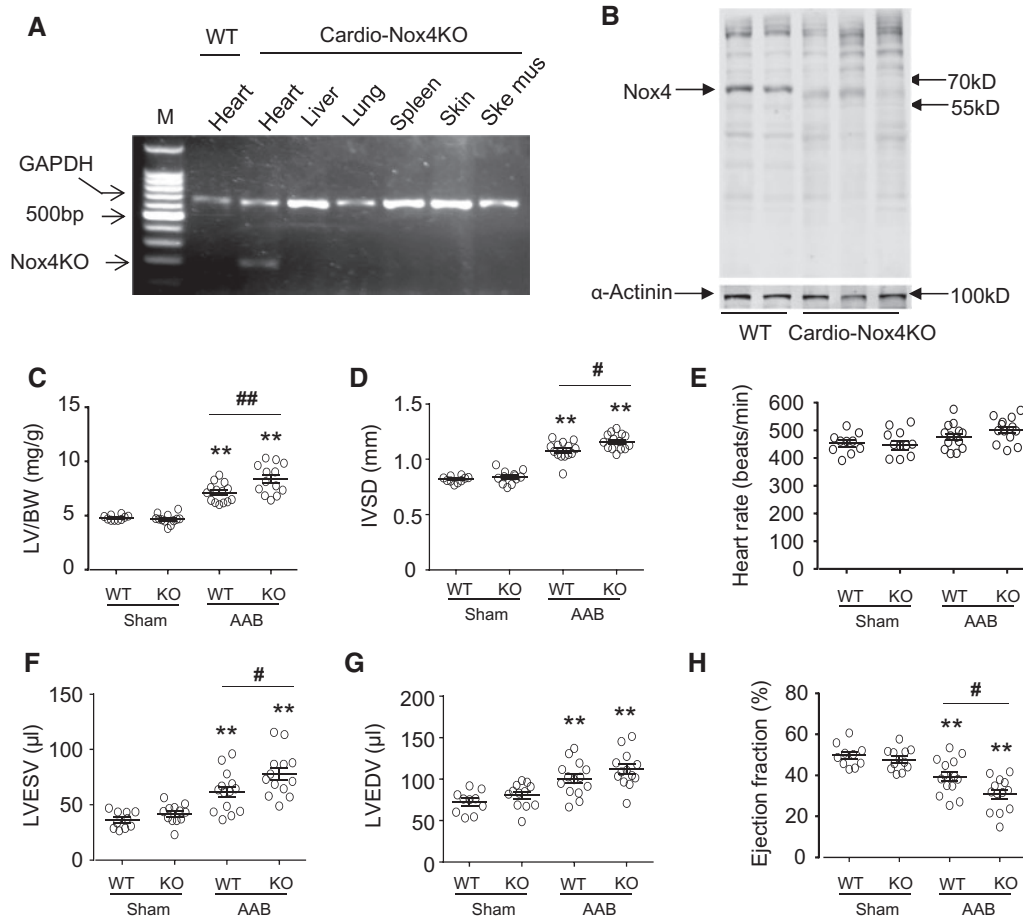 A
WT
Cardio-Nox4KO
M
Heart
Heart
Liver
Lung
Spleen
Skin
Ske mus
GAPDH
500bp
Nox4KO
B
Nox4
70kD
55kD
α-Actinin
100kD
WT
Cardio-Nox4KO
C
LV/BW (mg/g)
15
10
5
0
##
**
**
WT KO WT KO
Sham AAB
D
IVSD (mm)
1.5
1.0
0.5
0
#
**
**
WT KO WT KO
Sham AAB
E
Heart rate (beats/min)
600
500
400
300
200
100
0
WT KO WT KO
Sham AAB
F
LVESV (µl)
150
100
50
0
#
**
**
WT KO WT KO
Sham AAB
G
LVEDV (µl)
200
150
100
50
0
**
**
WT KO WT KO
Sham AAB
H
Ejection fraction (%)
80
60
40
20
0
#
**
**
WT KO WT KO
Sham AAB